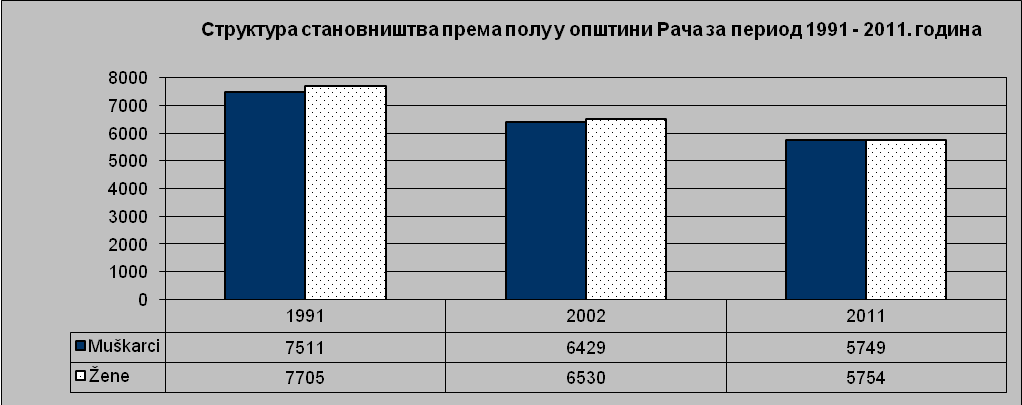 Структура становништва према полу у општини Рача за период 1991 - 2011. година
8000
7000
6000
5000
4000
3000
2000
1000
0
1991 2002 2011
Muškarci 7511 6429 5749
Žene 7705 6530 5754